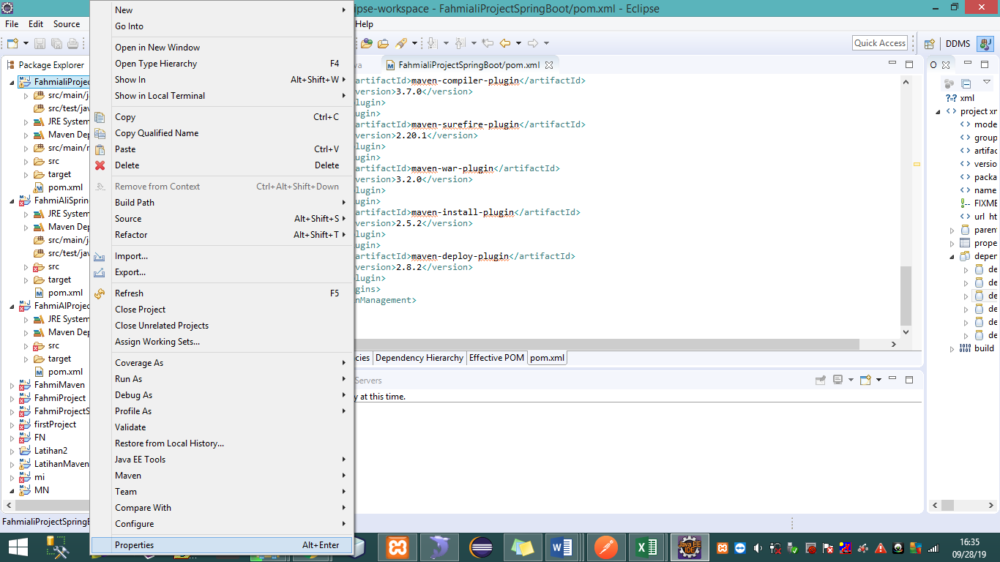 ipse-workspace - FahmialiProjectSpringBoot/pom.xml - Eclipse
File Edit Source
Help
Quick Access
DDMS
Package Explorer
FahmialiProjec
src/main/j
src/test/jav
JRE System
Maven Dep
src/main/r
src
target
pom.xml
FahmiAliSpring
JRE System
Maven Dep
src/main/j
src/test/jav
src
target
pom.xml
FahmiAlProjec
JRE System
Maven Dep
src
target
pom.xml
FahmiMaven
FahmiProject
FahmiProjectS
firstProject
FN
Latihan2
LatihanMaven
mi
MN
FahmialiProjectSpringB
New
Go Into
Open in New Window
Open Type Hierarchy F4
Show In Alt+Shift+W
Show in Local Terminal
Copy Ctrl+C
Copy Qualified Name
Paste Ctrl+V
Delete Delete
Remove from Context Ctrl+Alt+Shift+Down
Build Path
Source Alt+Shift+S
Refactor Alt+Shift+T
Import...
Export...
Refresh F5
Close Project
Close Unrelated Projects
Assign Working Sets...
Coverage As
Run As
Debug As
Profile As
Validate
Restore from Local History...
Java EE Tools
Maven
Team
Compare With
Configure
Properties Alt+Enter
va
FahmialiProjectSpringBoot/pom.xml
artifactId>maven-compiler-plugin</artifactId>
version>3.7.0</version>
lugin>
ugin>
artifactId>maven-surefire-plugin</artifactId>
version>2.20.1</version>
lugin>
ugin>
artifactId>maven-war-plugin</artifactId>
version>3.2.0</version>
lugin>
ugin>
artifactId>maven-install-plugin</artifactId>
version>2.5.2</version>
lugin>
ugin>
artifactId>maven-deploy-plugin</artifactId>
version>2.8.2</version>
lugin>
gins>
nManagement>
cies Dependency Hierarchy Effective POM pom.xml
Servers
y at this time.
O
xml
project xr
mode
group
artifac
versio
packa
name
FIXME
url ht
paren
prope
deper
de
de
de
de
de
de
build
Java EE
IDE
16:35
09/28/19